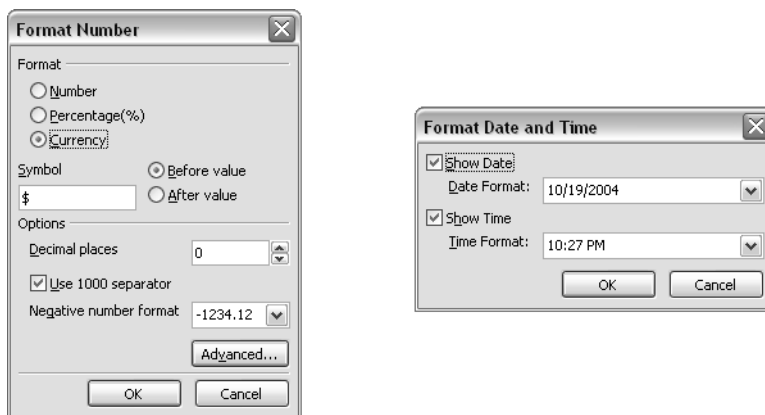 Format Number
Format
Number
Percentage(%)
Currency
Symbol
Before value
$
After value
Options
Decimal places 0
Use 1000 separator
Negative number format -1234.12
Advanced...
OK Cancel
Format Date and Time
Show Date
Date Format: 10/19/2004
Show Time
Time Format: 10:27 PM
OK Cancel